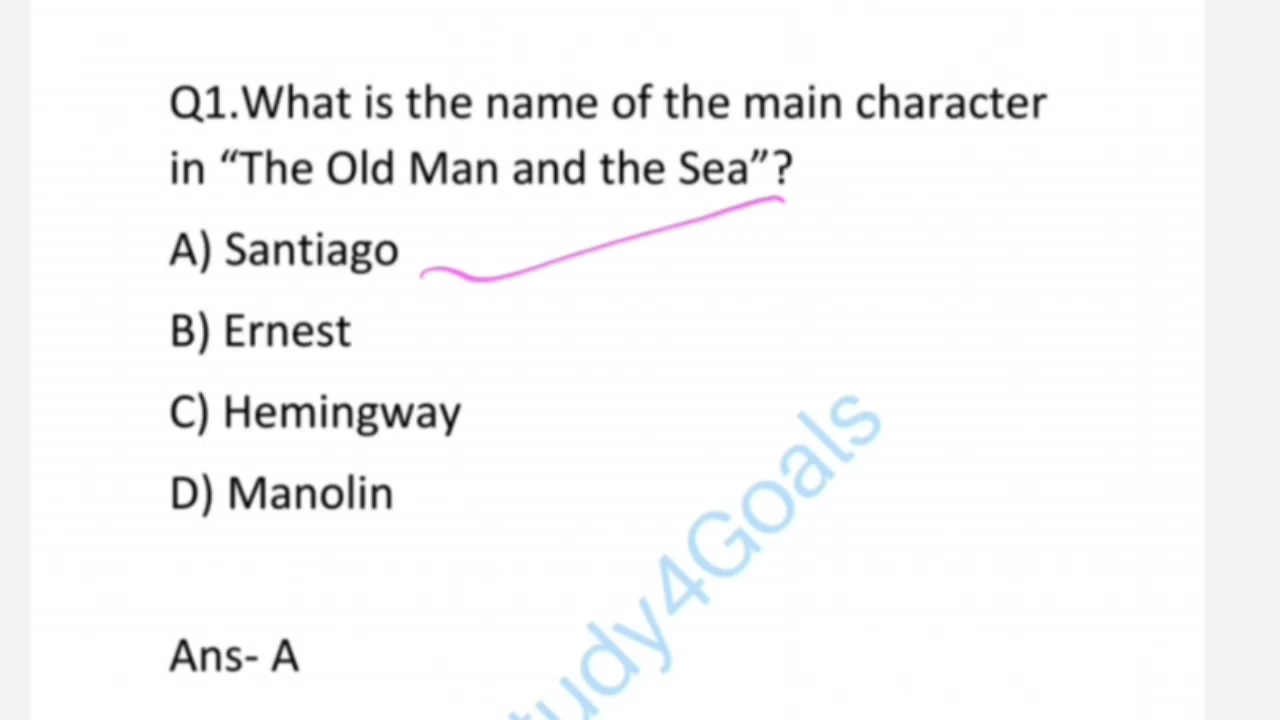 Q1.What is the name of the main character
in “The Old Man and the Sea”?
A) Santiago
B) Ernest
C) Hemingway
D) Manolin
tudy4Goals
Ans- A